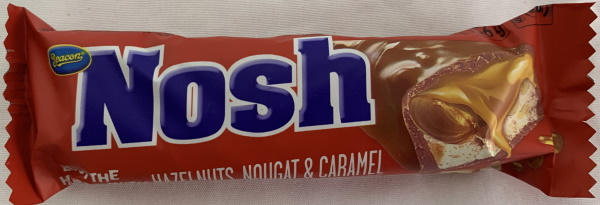 Beacon
Nosh
HAZELNUTS, NOUGAT & CARAMEL